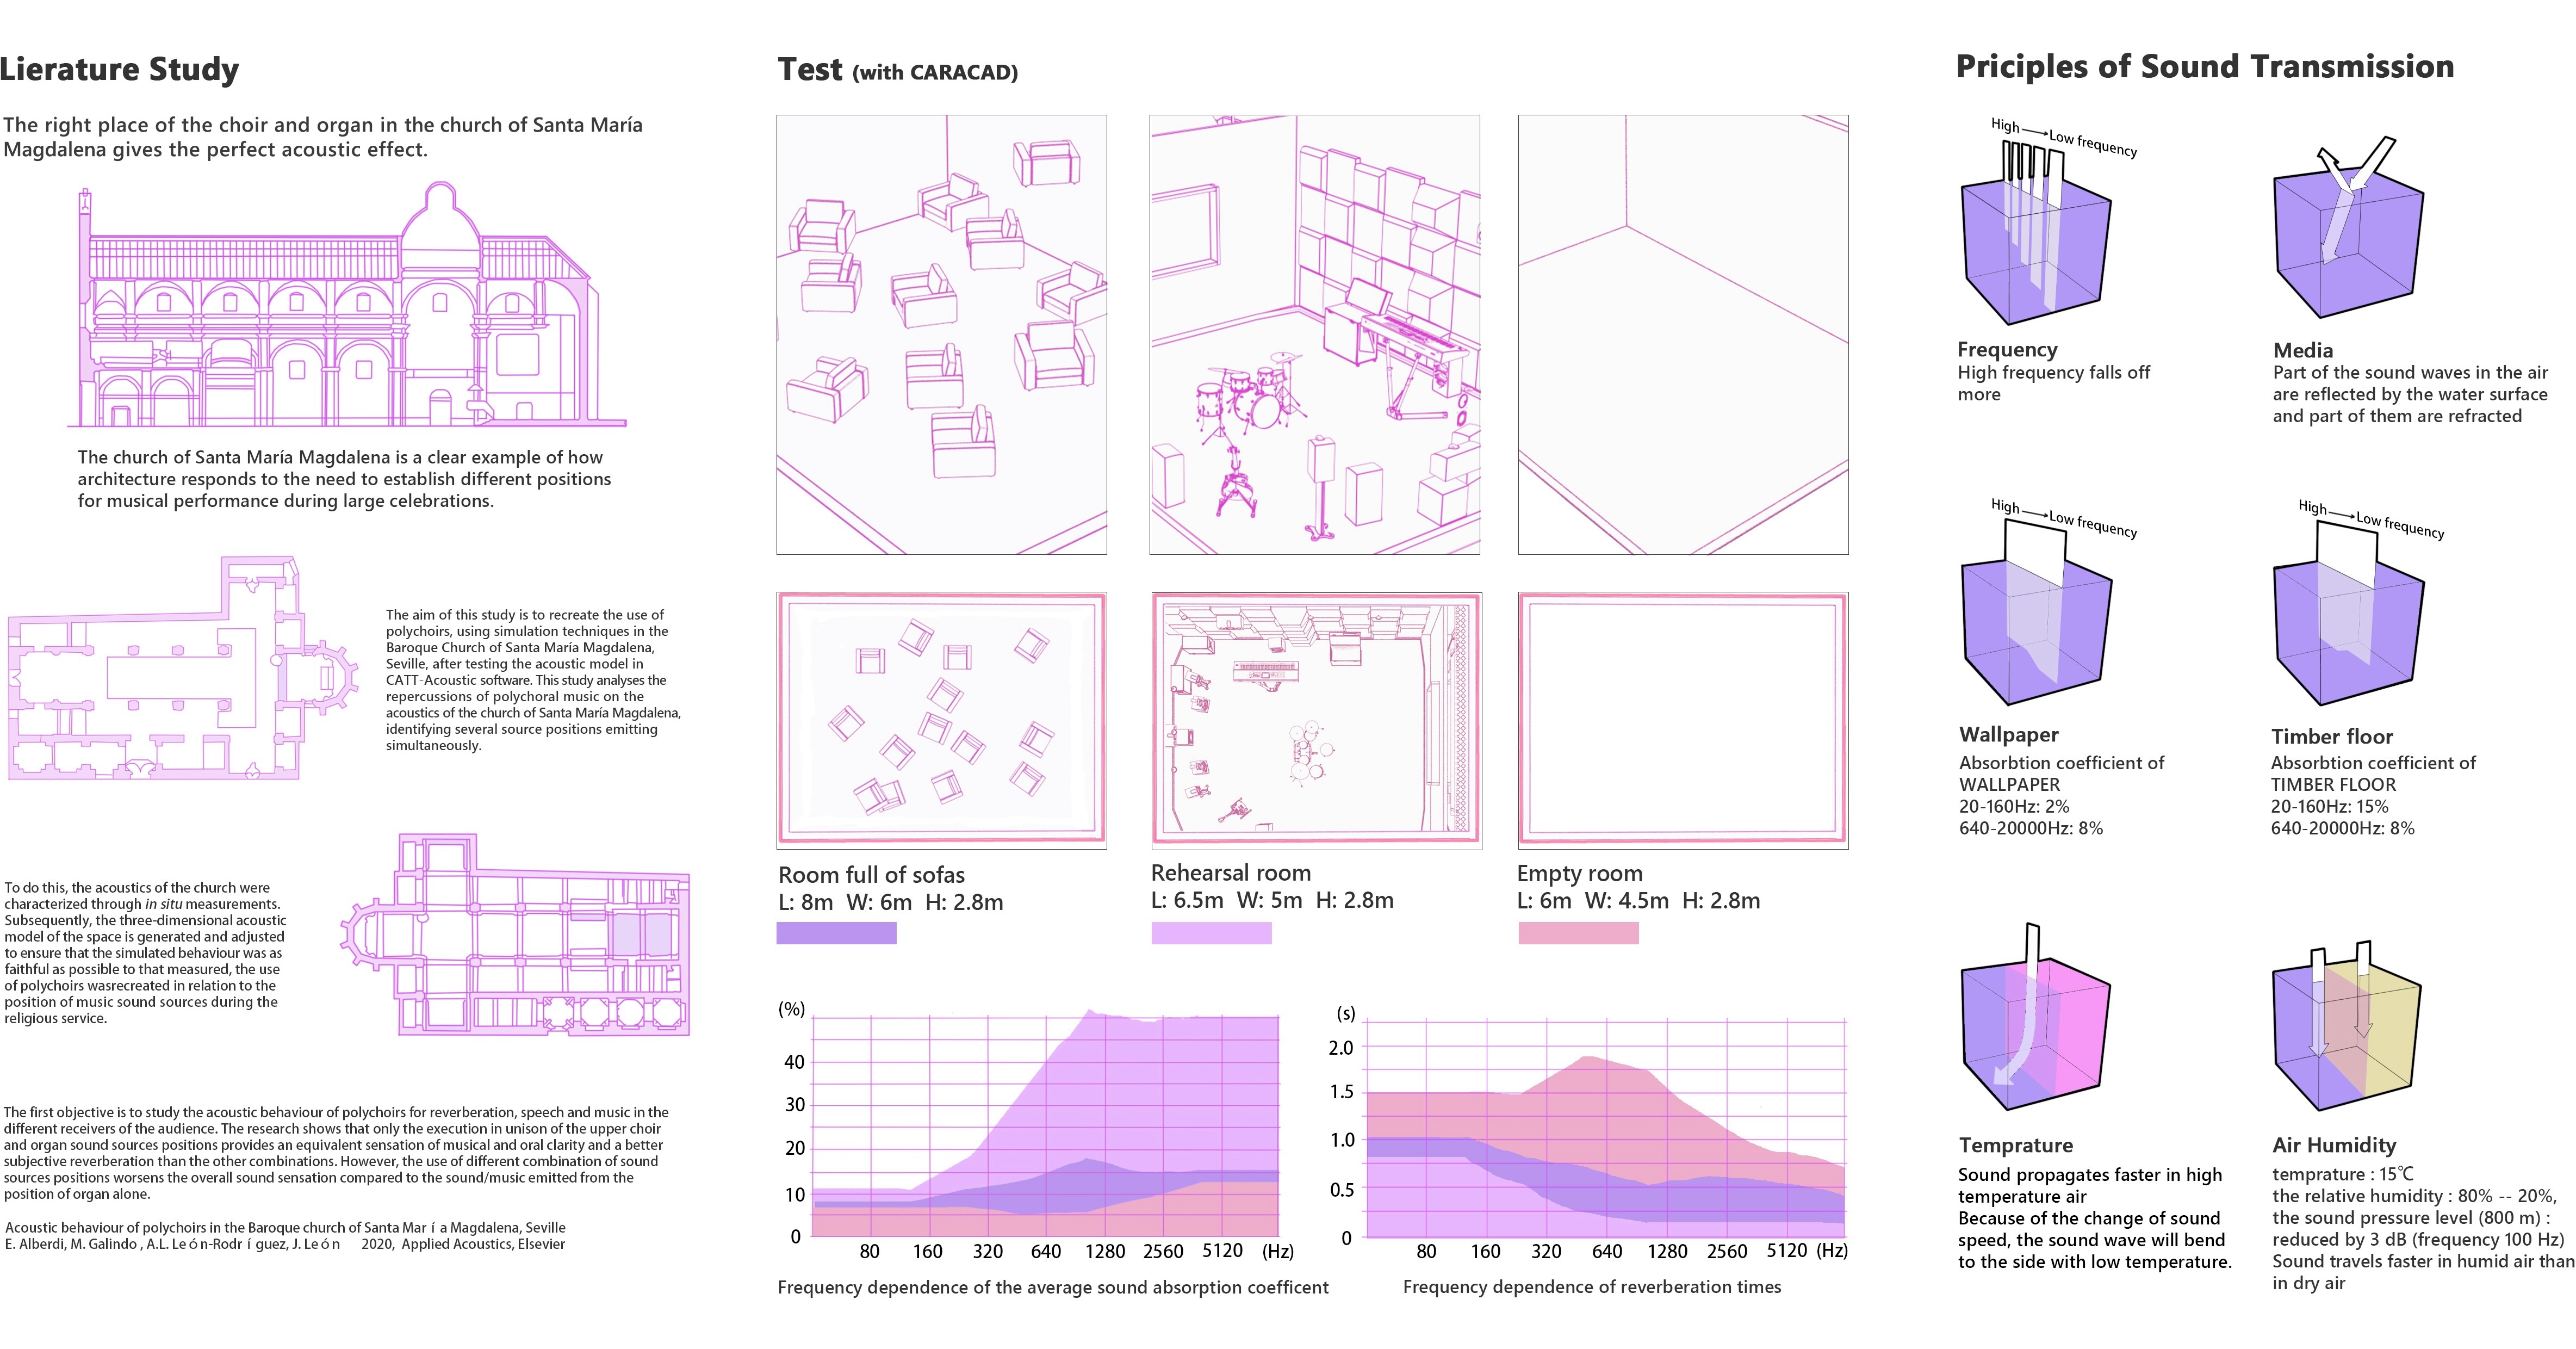 Lierature Study
The right place of the choir and organ in the church of Santa María
Magdalena gives the perfect acoustic effect.
The church of Santa María Magdalena is a clear example of how
architecture responds to the need to establish different positions
for musical performance during large celebrations.
The aim of this study is to recreate the use of
polychoirs, using simulation techniques in the
Baroque Church of Santa María Magdalena,
Seville, after testing the acoustic model in
CATT-Acoustic software. This study analyses the
repercussions of polychoral music on the
acoustics of the church of Santa María Magdalena,
identifying several source positions emitting
simultaneously.
To do this, the acoustics of the church were
characterized through in situ measurements.
Subsequently, the three-dimensional acoustic
model of the space is generated and adjusted
to ensure that the simulated behaviour was as
faithful as possible to that measured, the use
of polychoirs wasrecreated in relation to the
position of music sound sources during the
religious service.
The first objective is to study the acoustic behaviour of polychoirs for reverberation, speech and music in the
different receivers of the audience. The research shows that only the execution in unison of the upper choir
and organ sound sources positions provides an equivalent sensation of musical and oral clarity and a better
subjective reverberation than the other combinations. However, the use of different combination of sound
sources positions worsens the overall sound sensation compared to the sound/music emitted from the
position of organ alone.
Acoustic behaviour of polychoirs in the Baroque church of Santa Mar í a Magdalena, Seville
E. Alberdi, M. Galindo , A.L. Le ó n-Rodr í guez, J. Le ó n 2020, Applied Acoustics, Elsevier
Test (with CARACAD)
Room full of sofas
L: 8m W: 6m H: 2.8m
Rehearsal room
L: 6.5m W: 5m H: 2.8m
Empty room
L: 6m W: 4.5m H: 2.8m
(%)
40
30
20
10
0
80 160 320 640 1280 2560 5120 (Hz)
Frequency dependence of the average sound absorption coefficent
(s)
2.0
1.5
1.0
0.5
0
80 160 320 640 1280 2560 5120 (Hz)
Frequency dependence of reverberation times
Priciples of Sound Transmission
High → Low frequency
Frequency
High frequency falls off
more
Media
Part of the sound waves in the air
are reflected by the water surface
and part of them are refracted
High → Low frequency
Wallpaper
Absorbtion coefficient of
WALLPAPER
20-160Hz: 2%
640-20000Hz: 8%
High → Low frequency
Timber floor
Absorbtion coefficient of
TIMBER FLOOR
20-160Hz: 15%
640-20000Hz: 8%
Temprature
Sound propagates faster in high
temperature air
Because of the change of sound
speed, the sound wave will bend
to the side with low temperature.
Air Humidity
temprature : 15℃
the relative humidity : 80% -- 20%,
the sound pressure level (800 m) :
reduced by 3 dB (frequency 100 Hz)
Sound travels faster in humid air than
in dry air